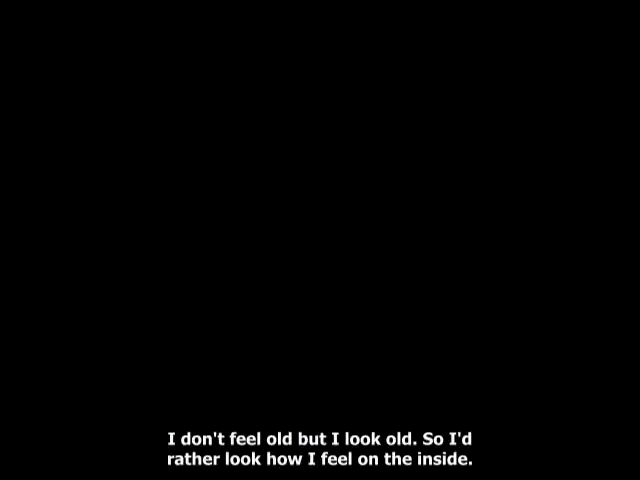 I don't feel old but I look old. So I'd
rather look how I feel on the inside.